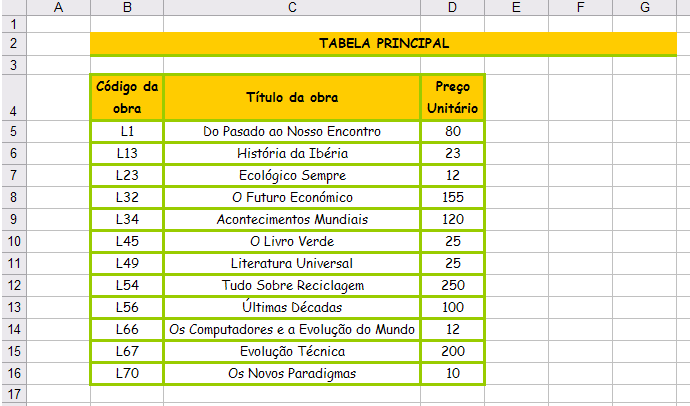 A B C D E F G
1
2 TABELA PRINCIPAL
3
4 Código da obra Título da obra Preço Unitário
5 L1 Do Pasado ao Nosso Encontro 80
6 L13 História da Ibéria 23
7 L23 Ecológico Sempre 12
8 L32 O Futuro Económico 155
9 L34 Acontecimentos Mundiais 120
10 L45 O Livro Verde 25
11 L49 Literatura Universal 25
12 L54 Tudo Sobre Reciclagem 250
13 L56 Últimas Décadas 100
14 L66 Os Computadores e a Evolução do Mundo 12
15 L67 Evolução Técnica 200
16 L70 Os Novos Paradigmas 10
17